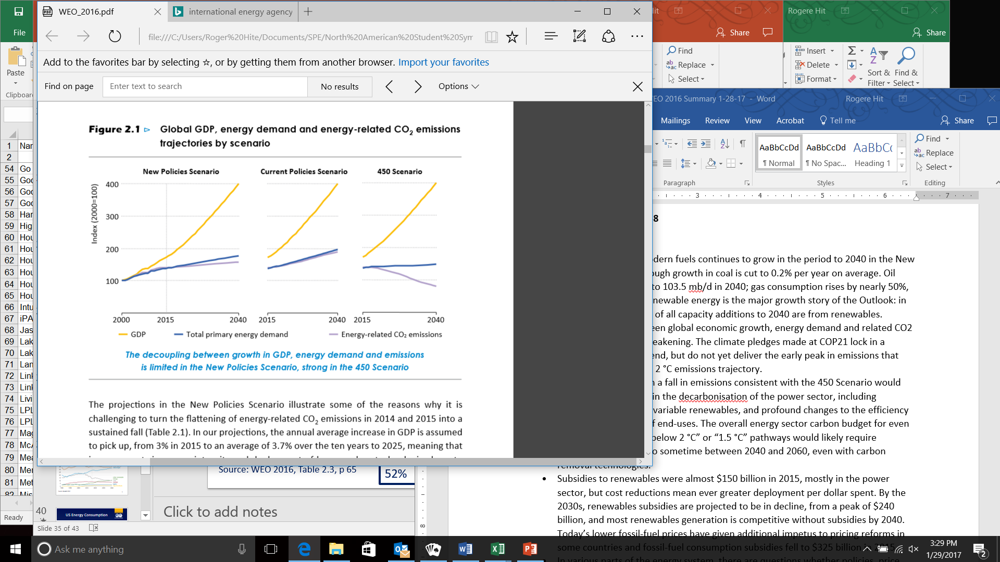 WEO_2016.pdf
international energy agency
file:///C:/Users/Roger%20Hite/Documents/SPE/North%20American%20Student%20Sym
Add to the favorites bar by selecting ☆, or by getting them from another browser. Import your favorites
Find on page
Enter text to search
No results
Options
Figure 2.1 ▷ Global GDP, energy demand and energy-related CO₂ emissions
trajectories by scenario
New Policies Scenario
Current Policies Scenario
450 Scenario
Index (2000=100)
400
300
200
100
2000 2015 2040 2015 2040 2015 2040
GDP
Total primary energy demand
Energy-related CO₂ emissions
The decoupling between growth in GDP, energy demand and emissions
is limited in the New Policies Scenario, strong in the 450 Scenario
The projections in the New Policies Scenario illustrate some of the reasons why it is
challenging to turn the flattening of energy-related CO₂ emissions in 2014 and 2015 into a
sustained fall (Table 2.1). In our projections, the annual average increase in GDP is assumed
to pick up, from 3% in 2015 to an average of 3.7% over the ten years to 2025, meaning that
File
Paste
Clipboar
1 Nar
2
54 Go
55 Goo
56 Goo
57 Goo
58 Har
59 Hig
60 Hou
61 Hou
62 Hou
63 Hou
64 Hou
65 Hou
66 Intu
67 iPA
68 Jas
69 Lak
70 Lak
71 Lan
72 Link
73 Link
74 Livi
75 LPL
76 LPL
77 Mag
78 McA
79 Mea
80 Mer
81 Met
82 Mis
Ready
Source: WEO 2016, Table 2.3, p 65
52%
40
US Energy Consumption
Click to add notes
Slide 35 of 43
Share
Find
Replace
Select
Rogere Hit
Share
Insert
Delete
Format
Sort &
Filter
Find &
Select
EO 2016 Summary 1-28-17 - Word
Rogere Hit
Mailings
Review
View
Acrobat
Tell me
Share
AaBbCcDd
¶ Normal
AaBbCcDd
¶ No Spac...
AaBbCc
Heading 1
Find
Replace
Select
Paragraph
Styles
Editing
3 4 5 6 7
8
8
dern fuels continues to grow in the period to 2040 in the New
ough growth in coal is cut to 0.2% per year on average. Oil
to 103.5 mb/d in 2040; gas consumption rises by nearly 50%,
newable energy is the major growth story of the Outlook: in
of all capacity additions to 2040 are from renewables.
een global economic growth, energy demand and related CO2
eakening. The climate pledges made at COP21 lock in a
end, but do not yet deliver the early peak in emissions that
2 °C emissions trajectory.
n a fall in emissions consistent with the 450 Scenario would
in the decarbonisation of the power sector, including
variable renewables, and profound changes to the efficiency
f end-uses. The overall energy sector carbon budget for even
below 2 °C” or “1.5 °C” pathways would likely require
o sometime between 2040 and 2060, even with carbon
removal technologies.
• Subsidies to renewables were almost $150 billion in 2015, mostly in the power
sector, but cost reductions mean ever greater deployment per dollar spent. By the
2030s, renewables subsidies are projected to be in decline, from a peak of $240
billion, and most renewables generation is competitive without subsidies by 2040.
Today’s lower fossil-fuel prices have given additional impetus to pricing reforms in
some countries and fossil-fuel consumption subsidies fell to $325 billion in 2015
In various parts of the energy system, there are questions whether policies, price
Ask me anything
3:29 PM
1/29/2017
2